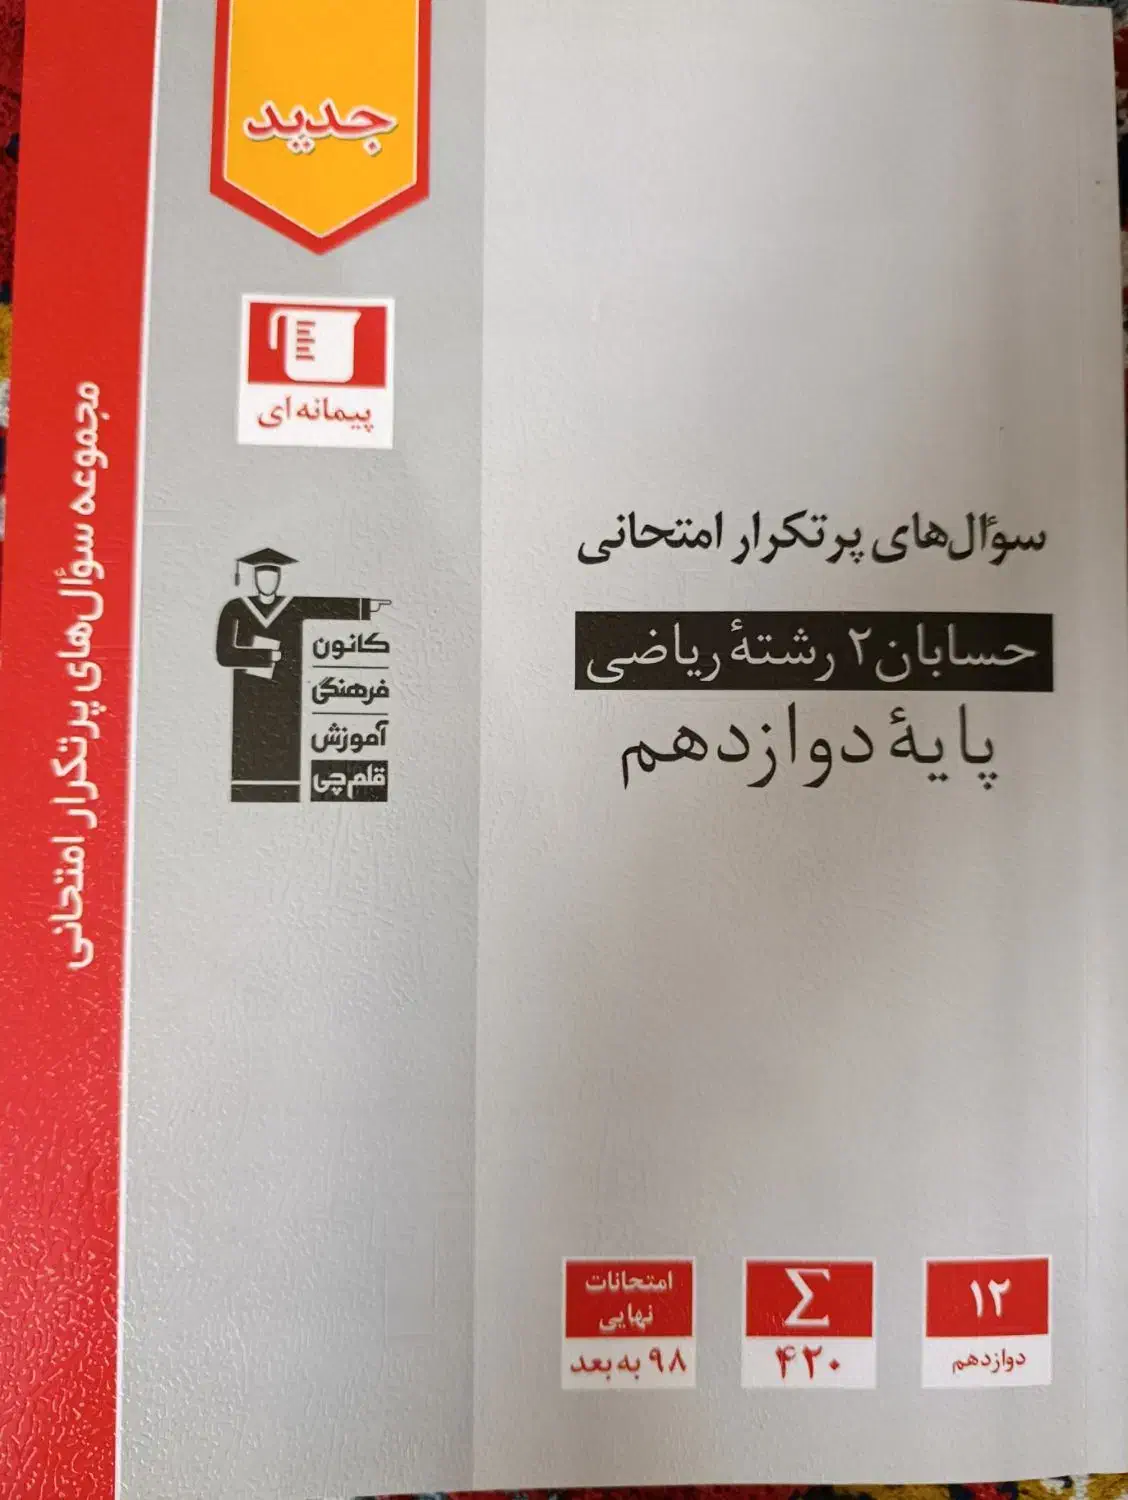 جدید
پیمانه‌ای
مجموعه سؤال‌های پرتکرار امتحانی
سؤال‌های پرتکرار امتحانی
حسابان ۲ رشتهٔ ریاضی
پایهٔ دوازدهم
کانون
فرهنگی
آموزش
قلم‌چی
۱۲
دوازدهم
Σ
۴۲۰
امتحانات
نهایی
۹۸ به بعد